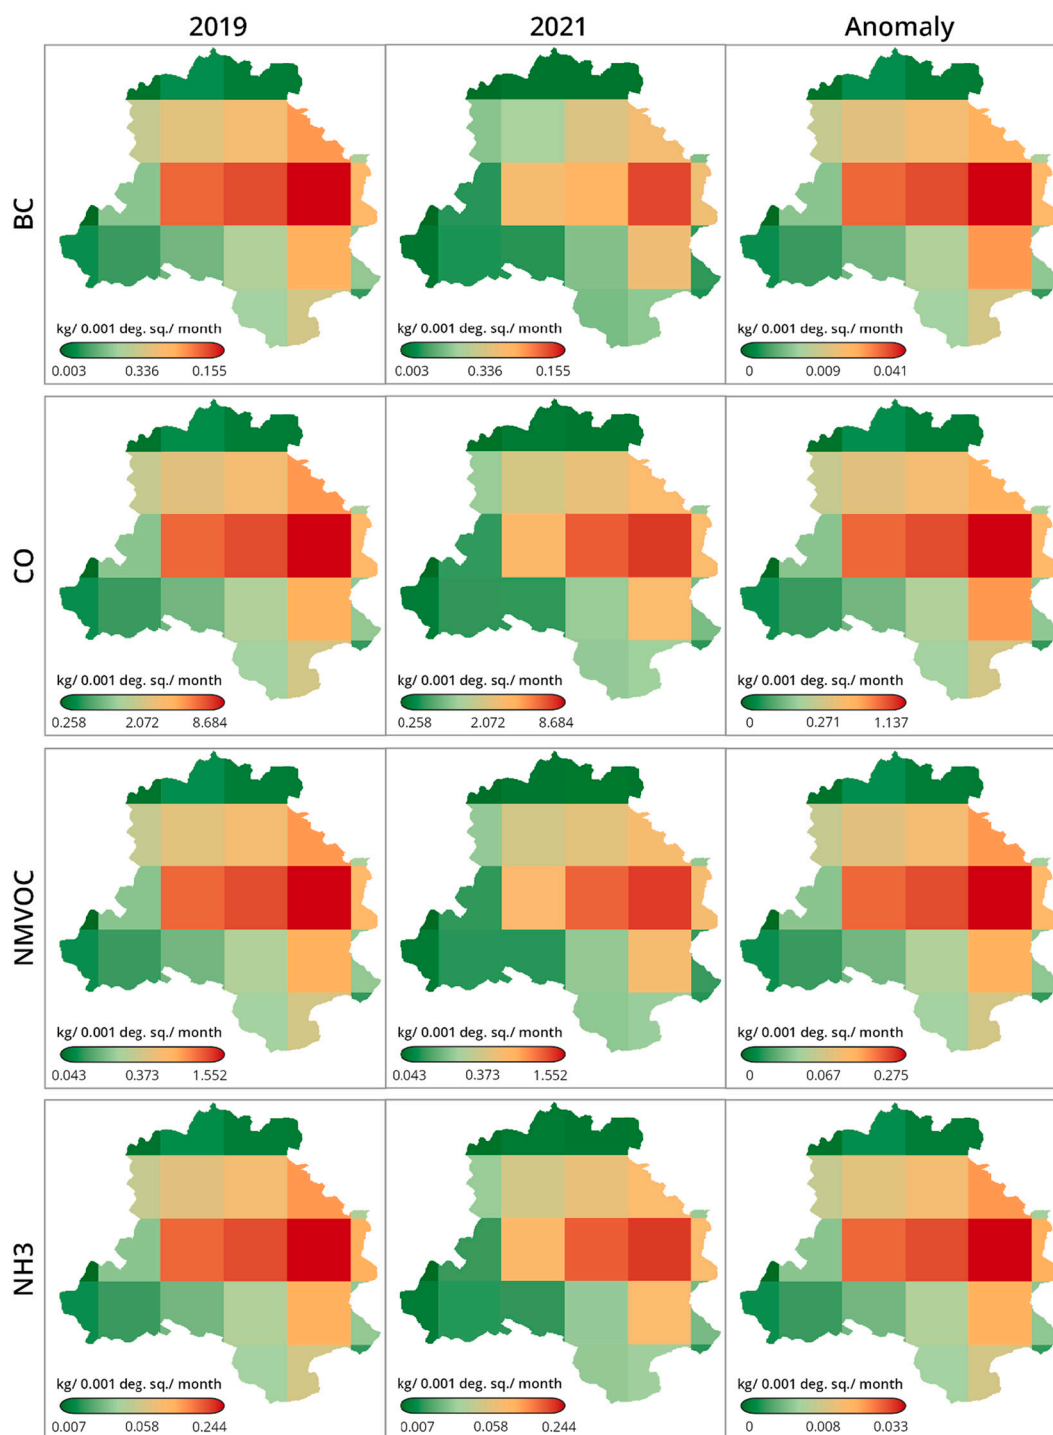 2019 2021 Anomaly
BC
kg/ 0.001 deg. sq./ month kg/ 0.001 deg. sq./ month kg/ 0.001 deg. sq./ month
0.003 0.336 0.155 0.003 0.336 0.155 0 0.009 0.041
CO
kg/ 0.001 deg. sq./ month kg/ 0.001 deg. sq./ month kg/ 0.001 deg. sq./ month
0.258 2.072 8.684 0.258 2.072 8.684 0 0.271 1.137
NMVOC
kg/ 0.001 deg. sq./ month kg/ 0.001 deg. sq./ month kg/ 0.001 deg. sq./ month
0.043 0.373 1.552 0.043 0.373 1.552 0 0.067 0.275
NH3
kg/ 0.001 deg. sq./ month kg/ 0.001 deg. sq./ month kg/ 0.001 deg. sq./ month
0.007 0.058 0.244 0.007 0.058 0.244 0 0.008 0.033